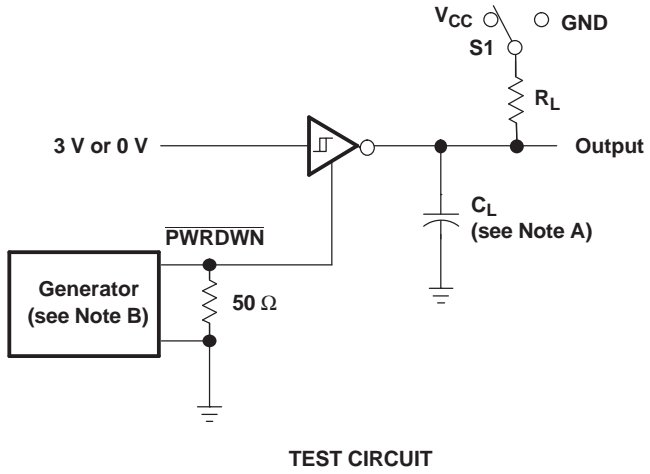 VCC
GND
S1
RL
3 V or 0 V
Output
CL
(see Note A)
PWRDWN
Generator
(see Note B)
50 Ω
TEST CIRCUIT